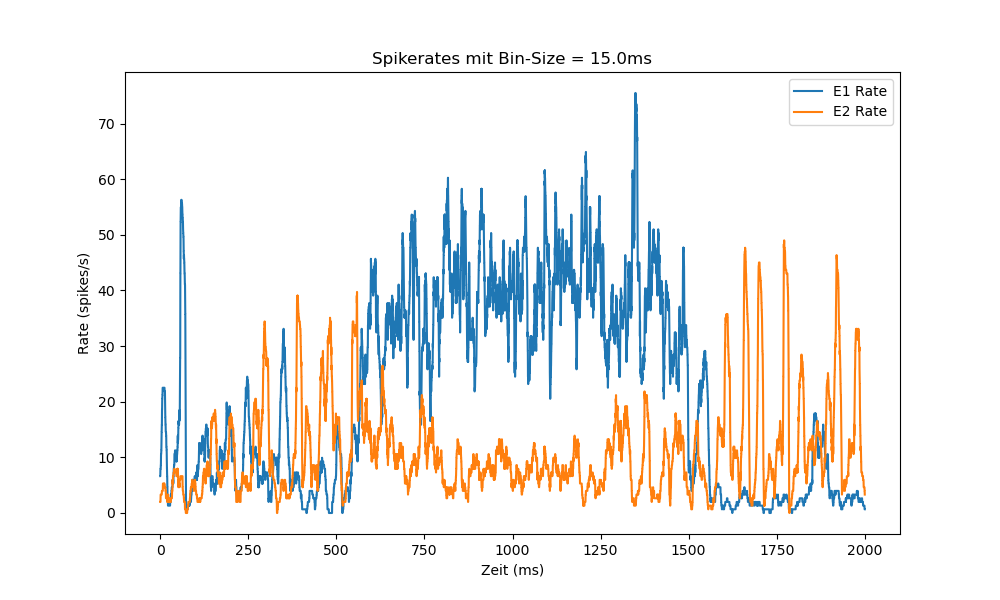 Spikerates mit Bin-Size = 15.0ms
E1 Rate
E2 Rate
Rate (spikes/s)
70
60
50
40
30
20
10
0
0 250 500 750 1000 1250 1500 1750 2000
Zeit (ms)